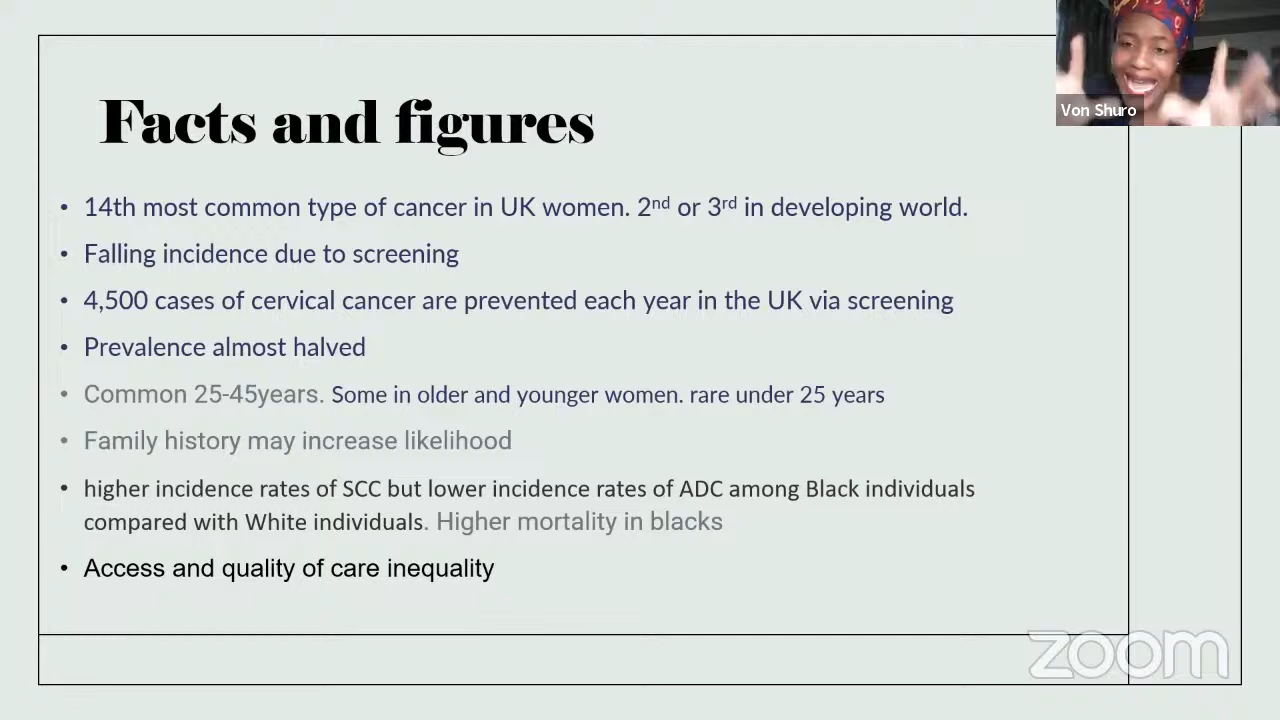 Von Shuro
Facts and figures
• 14th most common type of cancer in UK women. 2nd or 3rd in developing world.
• Falling incidence due to screening
• 4,500 cases of cervical cancer are prevented each year in the UK via screening
• Prevalence almost halved
• Common 25-45years. Some in older and younger women. rare under 25 years
• Family history may increase likelihood
• higher incidence rates of SCC but lower incidence rates of ADC among Black individuals
compared with White individuals. Higher mortality in blacks
• Access and quality of care inequality
zoom